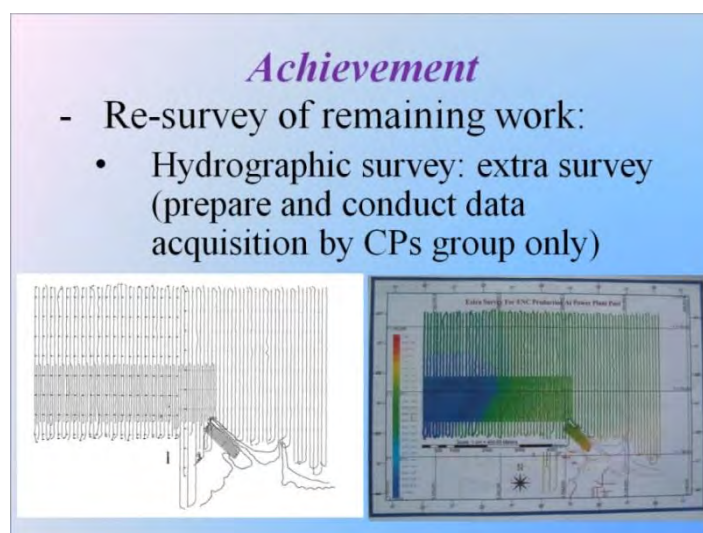 Achievement
- Re-survey of remaining work:
• Hydrographic survey: extra survey
(prepare and conduct data
acquisition by CPs group only)
Extra Survey For ENC Production At Power Plant Port
N